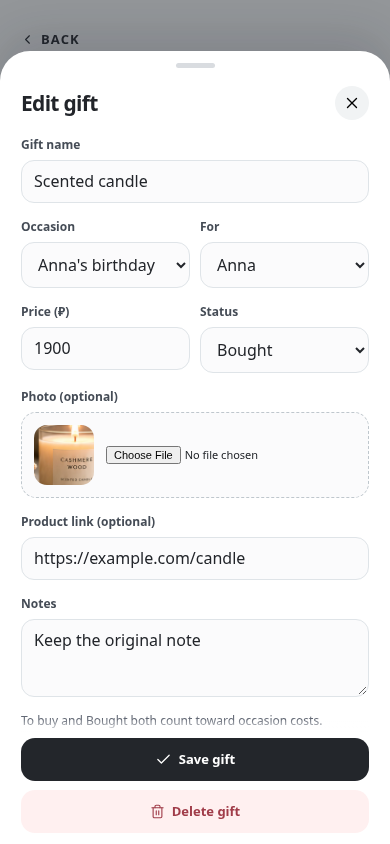 BACK
Edit gift
Gift name
Scented candle
Occasion For
Anna's birthday Anna
Price (₽) Status
1900 Bought
Photo (optional)
CASHMERE
WOOD
Choose File No file chosen
Product link (optional)
https://example.com/candle
Notes
Keep the original note
To buy and Bought both count toward occasion costs.
Save gift
Delete gift